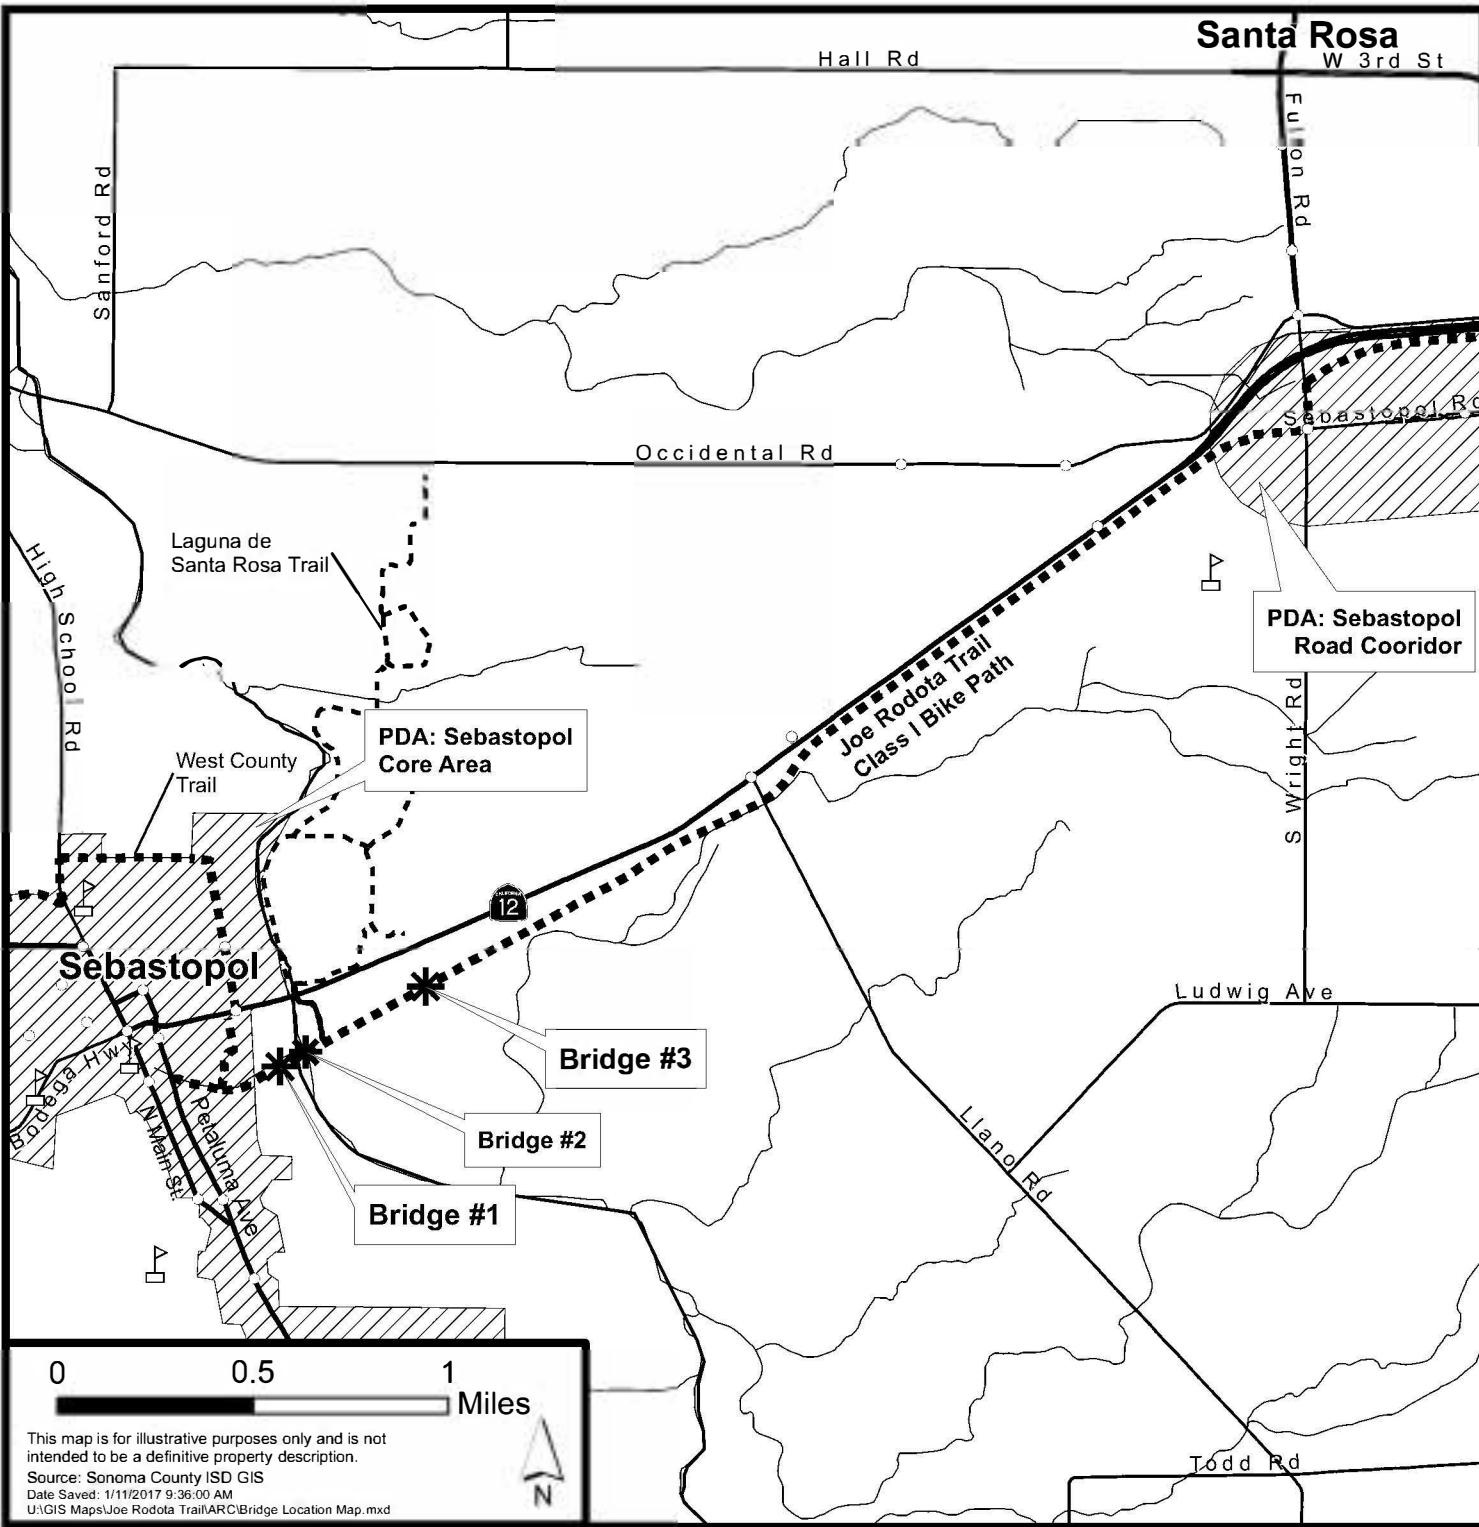 Santa Rosa
Hall Rd
W 3rd St
Fulton Rd
Sanford Rd
Sebastopol Rd
Occidental Rd
Laguna de
Santa Rosa Trail
High School Rd
PDA: Sebastopol
Road Cooridor
Joe Rodota Trail
Class I Bike Path
S Wright Rd
PDA: Sebastopol
Core Area
West County
Trail
CALIFORNIA
12
Sebastopol
Ludwig Ave
Bridge #3
Bodega Hwy
Petaluma Ave
N Main St.
Bridge #2
Llano Rd
Bridge #1
0 0.5 1
Miles
Todd Rd
This map is for illustrative purposes only and is not
intended to be a definitive property description.
Source: Sonoma County ISD GIS
Date Saved: 1/11/2017 9:36:00 AM
U:\GIS Maps\Joe Rodota Trail\ARC\Bridge Location Map.mxd
N